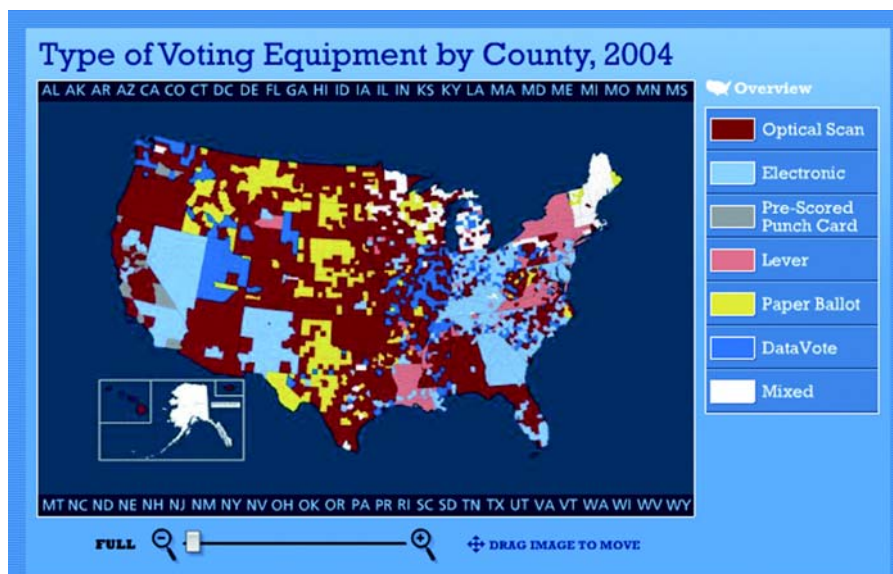 Type of Voting Equipment by County, 2004
AL AK AR AZ CA CO CT DC DE FL GA HI ID IA IL IN KS KY LA MA MD ME MI MO MN MS
Overview
Optical Scan
Electronic
Pre-Scored
Punch Card
Lever
Paper Ballot
DataVote
Mixed
MT NC ND NE NH NJ NM NY NV OH OK OR PA PR RI SC SD TN TX UT VA VT WA WI WV WY
FULL
DRAG IMAGE TO MOVE